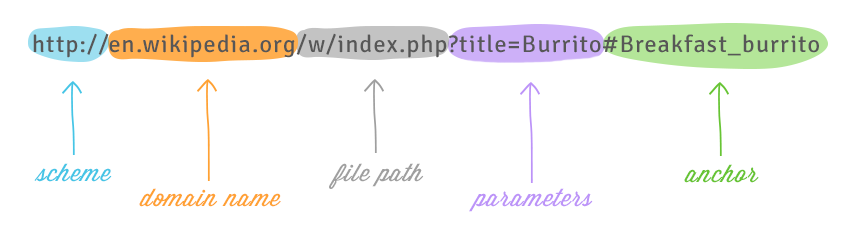 http://en.wikipedia.org/w/index.php?title=Burrito#Breakfast_burrito
scheme
domain name
file path
parameters
anchor